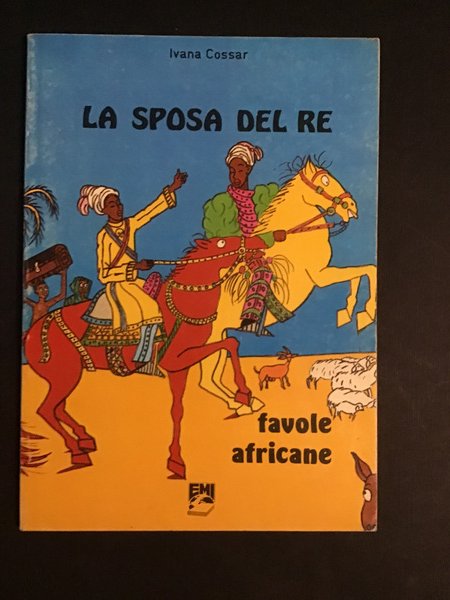 Ivana Cossar
LA SPOSA DEL RE
favole
africane
EMI